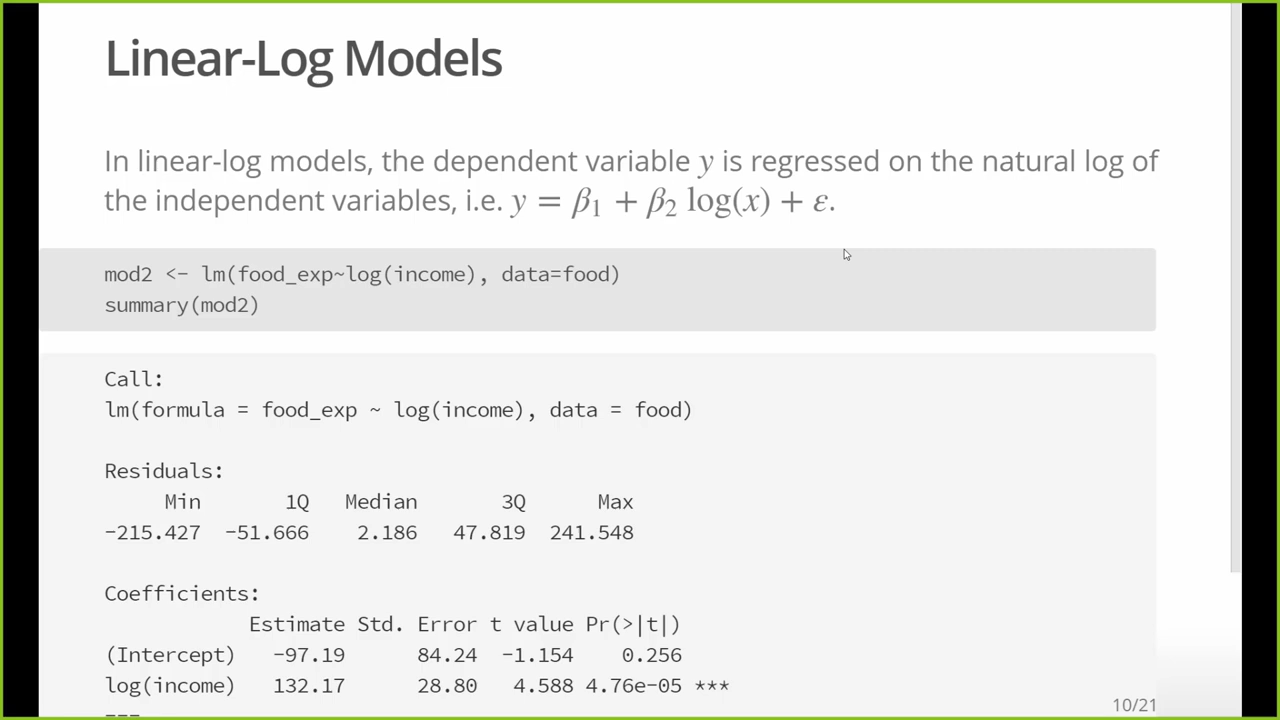 Linear-Log Models
In linear-log models, the dependent variable y is regressed on the natural log of
the independent variables, i.e. y = β₁ + β₂ log(x) + ε.
mod2 <- lm(food_exp~log(income), data=food)
summary(mod2)
Call:
lm(formula = food_exp ~ log(income), data = food)
Residuals:
Min 1Q Median 3Q Max
-215.427 -51.666 2.186 47.819 241.548
Coefficients:
Estimate Std. Error t value Pr(>|t|)
(Intercept) -97.19 84.24 -1.154 0.256
log(income) 132.17 28.80 4.588 4.76e-05 ***
---
10/21